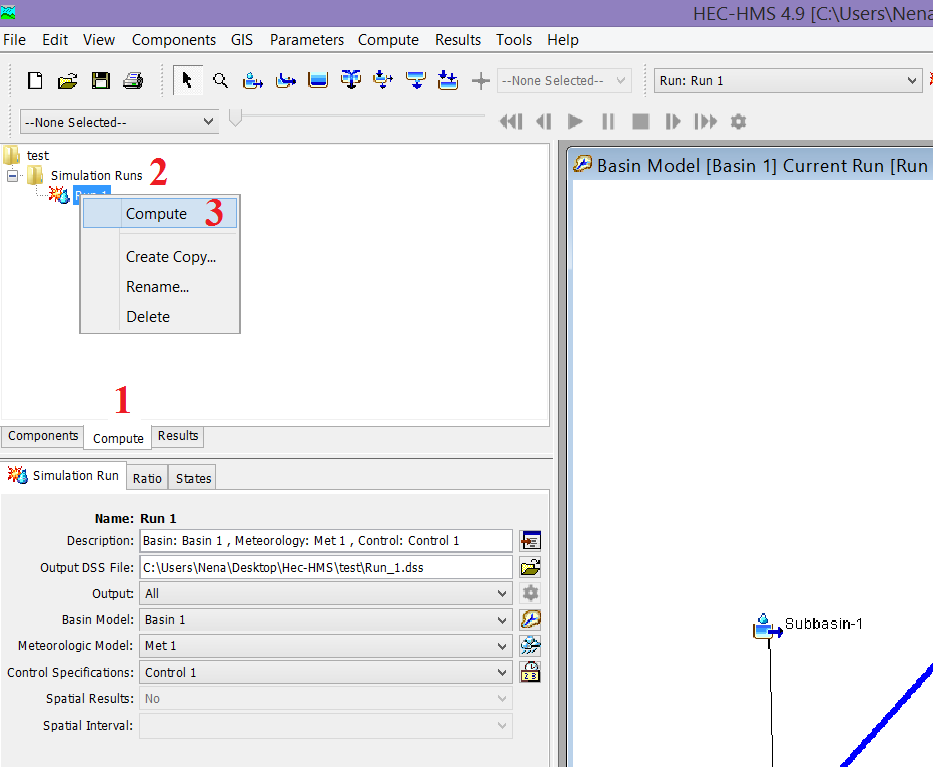 HEC-HMS 4.9 [C:\Users\Nena
File Edit View Components GIS Parameters Compute Results Tools Help
--None Selected-- Run: Run 1
--None Selected--
test
Simulation Runs 2
Run 1
Compute 3
Create Copy...
Rename...
Delete
1
Components Compute Results
Basin Model [Basin 1] Current Run [Run
Simulation Run Ratio States
Name: Run 1
Description: Basin: Basin 1 , Meteorology: Met 1 , Control: Control 1
Output DSS File: C:\Users\Nena\Desktop\Hec-HMS\test\Run_1.dss
Output: All
Basin Model: Basin 1
Meteorologic Model: Met 1
Control Specifications: Control 1
Spatial Results: No
Spatial Interval:
Subbasin-1